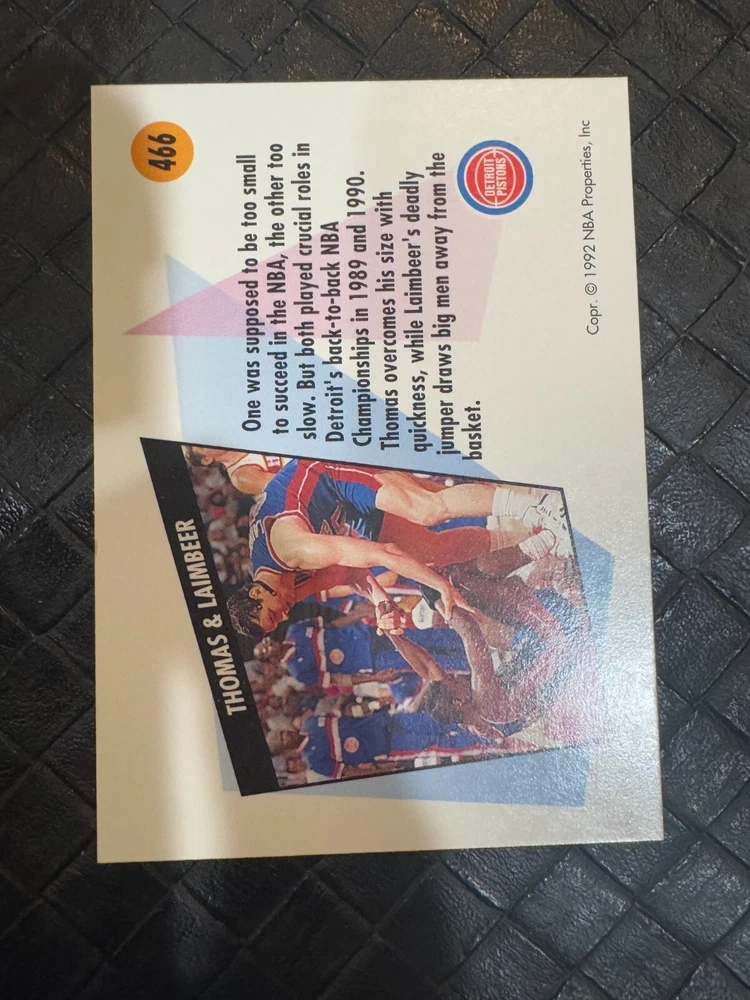 466
One was supposed to be too small
to succeed in the NBA, the other too
slow. But both played crucial roles in
Detroit's back-to-back NBA
Championships in 1989 and 1990.
Thomas overcomes his size with
quickness, while Laimbeer's deadly
jumper draws big men away from the
basket.
THOMAS & LAIMBEER
DETROIT
PISTONS
Copr. © 1992 NBA Properties, Inc